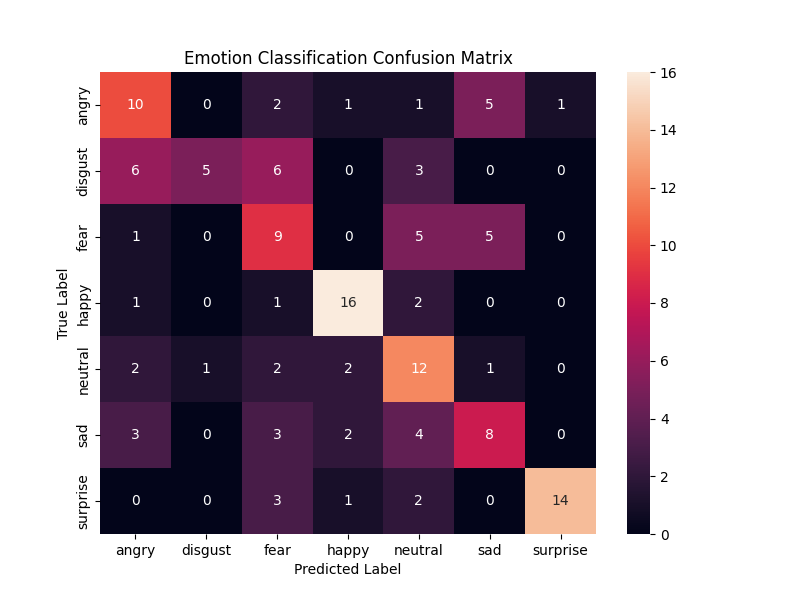 Emotion Classification Confusion Matrix
True Label
angry 10 0 2 1 1 5 1
disgust 6 5 6 0 3 0 0
fear 1 0 9 0 5 5 0
happy 1 0 1 16 2 0 0
neutral 2 1 2 2 12 1 0
sad 3 0 3 2 4 8 0
surprise 0 0 3 1 2 0 14
angry disgust fear happy neutral sad surprise
Predicted Label
16
14
12
10
8
6
4
2
0